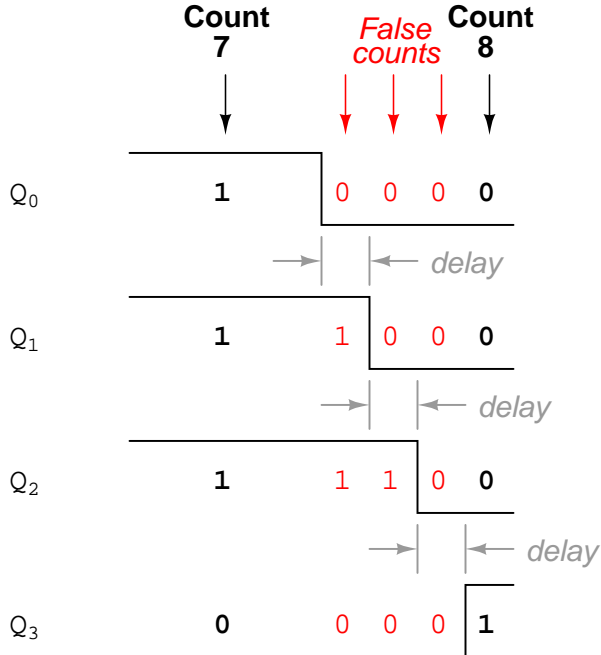 Count
7
False
counts
Count
8
Q0 1 0 0 0 0
delay
Q1 1 1 0 0 0
delay
Q2 1 1 1 0 0
delay
Q3 0 0 0 0 1